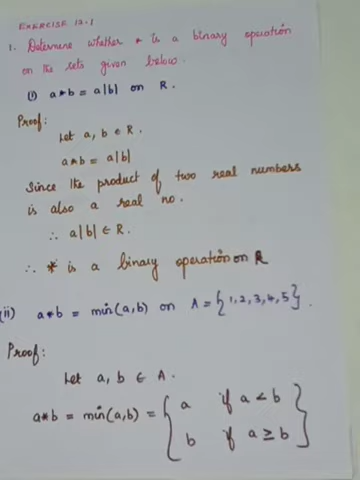 EXERCISE 12.1
1. Determine whether * is a binary operation
on the sets given below.
(i) a*b = a|b| on R.
Proof:
Let a, b ∈ R.
a*b = a|b|
Since the product of two real numbers
is also a real no.
∴ a|b| ∈ R.
∴ * is a binary operation on R
(ii) a*b = min(a,b) on A = {1,2,3,4,5}.
Proof:
Let a, b ∈ A.
a*b = min(a,b) = { a if a < b
b if a ≥ b }